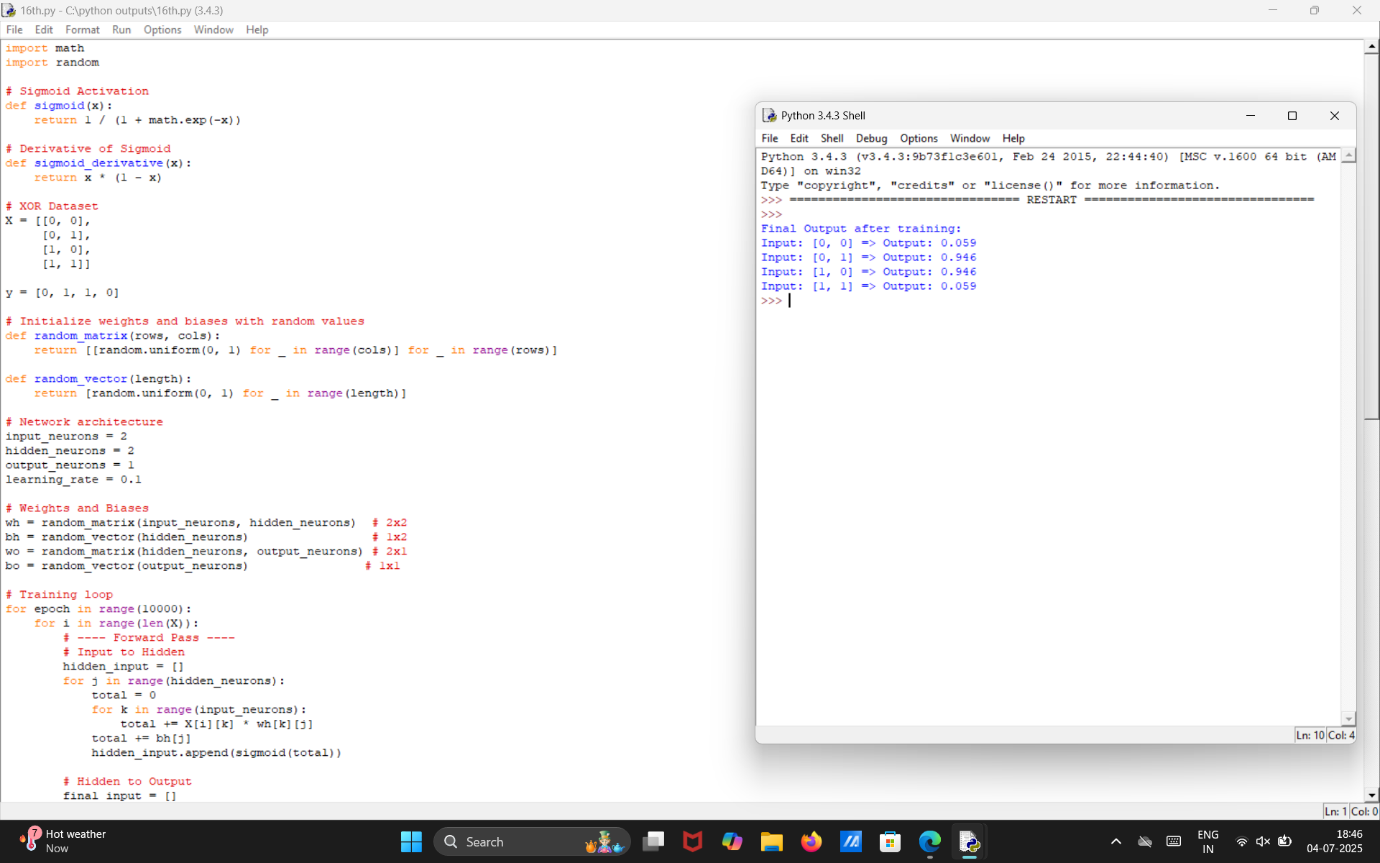 16th.py - C:\python outputs\16th.py (3.4.3)
File Edit Format Run Options Window Help
import math
import random
# Sigmoid Activation
def sigmoid(x):
    return 1 / (1 + math.exp(-x))
# Derivative of Sigmoid
def sigmoid_derivative(x):
    return x * (1 - x)
# XOR Dataset
X = [[0, 0],
     [0, 1],
     [1, 0],
     [1, 1]]
y = [0, 1, 1, 0]
# Initialize weights and biases with random values
def random_matrix(rows, cols):
    return [[random.uniform(0, 1) for _ in range(cols)] for _ in range(rows)]
def random_vector(length):
    return [random.uniform(0, 1) for _ in range(length)]
# Network architecture
input_neurons = 2
hidden_neurons = 2
output_neurons = 1
learning_rate = 0.1
# Weights and Biases
wh = random_matrix(input_neurons, hidden_neurons)  # 2x2
bh = random_vector(hidden_neurons)                 # 1x2
wo = random_matrix(hidden_neurons, output_neurons) # 2x1
bo = random_vector(output_neurons)                # 1x1
# Training loop
for epoch in range(10000):
    for i in range(len(X)):
        # ---- Forward Pass ----
        # Input to Hidden
        hidden_input = []
        for j in range(hidden_neurons):
            total = 0
            for k in range(input_neurons):
                total += X[i][k] * wh[k][j]
            total += bh[j]
            hidden_input.append(sigmoid(total))
        # Hidden to Output
        final_input = []
Ln: 1 Col: 0
Python 3.4.3 Shell
File Edit Shell Debug Options Window Help
Python 3.4.3 (v3.4.3:9b73f1c3e601, Feb 24 2015, 22:44:40) [MSC v.1600 64 bit (AM
D64)] on win32
Type "copyright", "credits" or "license()" for more information.
>>> ================================ RESTART ================================
>>>
Final Output after training:
Input: [0, 0] => Output: 0.059
Input: [0, 1] => Output: 0.946
Input: [1, 0] => Output: 0.946
Input: [1, 1] => Output: 0.059
>>>
Ln: 10 Col: 4
7
Hot weather
Now
Search
ENG
IN
18:46
04-07-2025